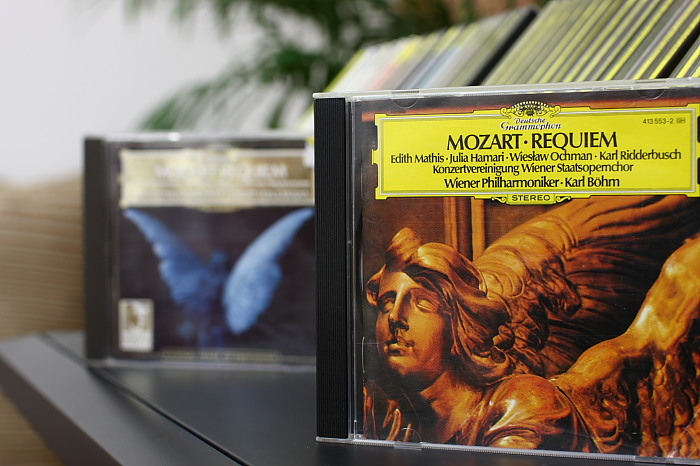 Deutsche
Grammophon
413 553-2 GH
MOZART · REQUIEM
Edith Mathis · Julia Hamari · Wiesław Ochman · Karl Ridderbusch
Konzertvereinigung Wiener Staatsopernchor
Wiener Philharmoniker · Karl Böhm
STEREO